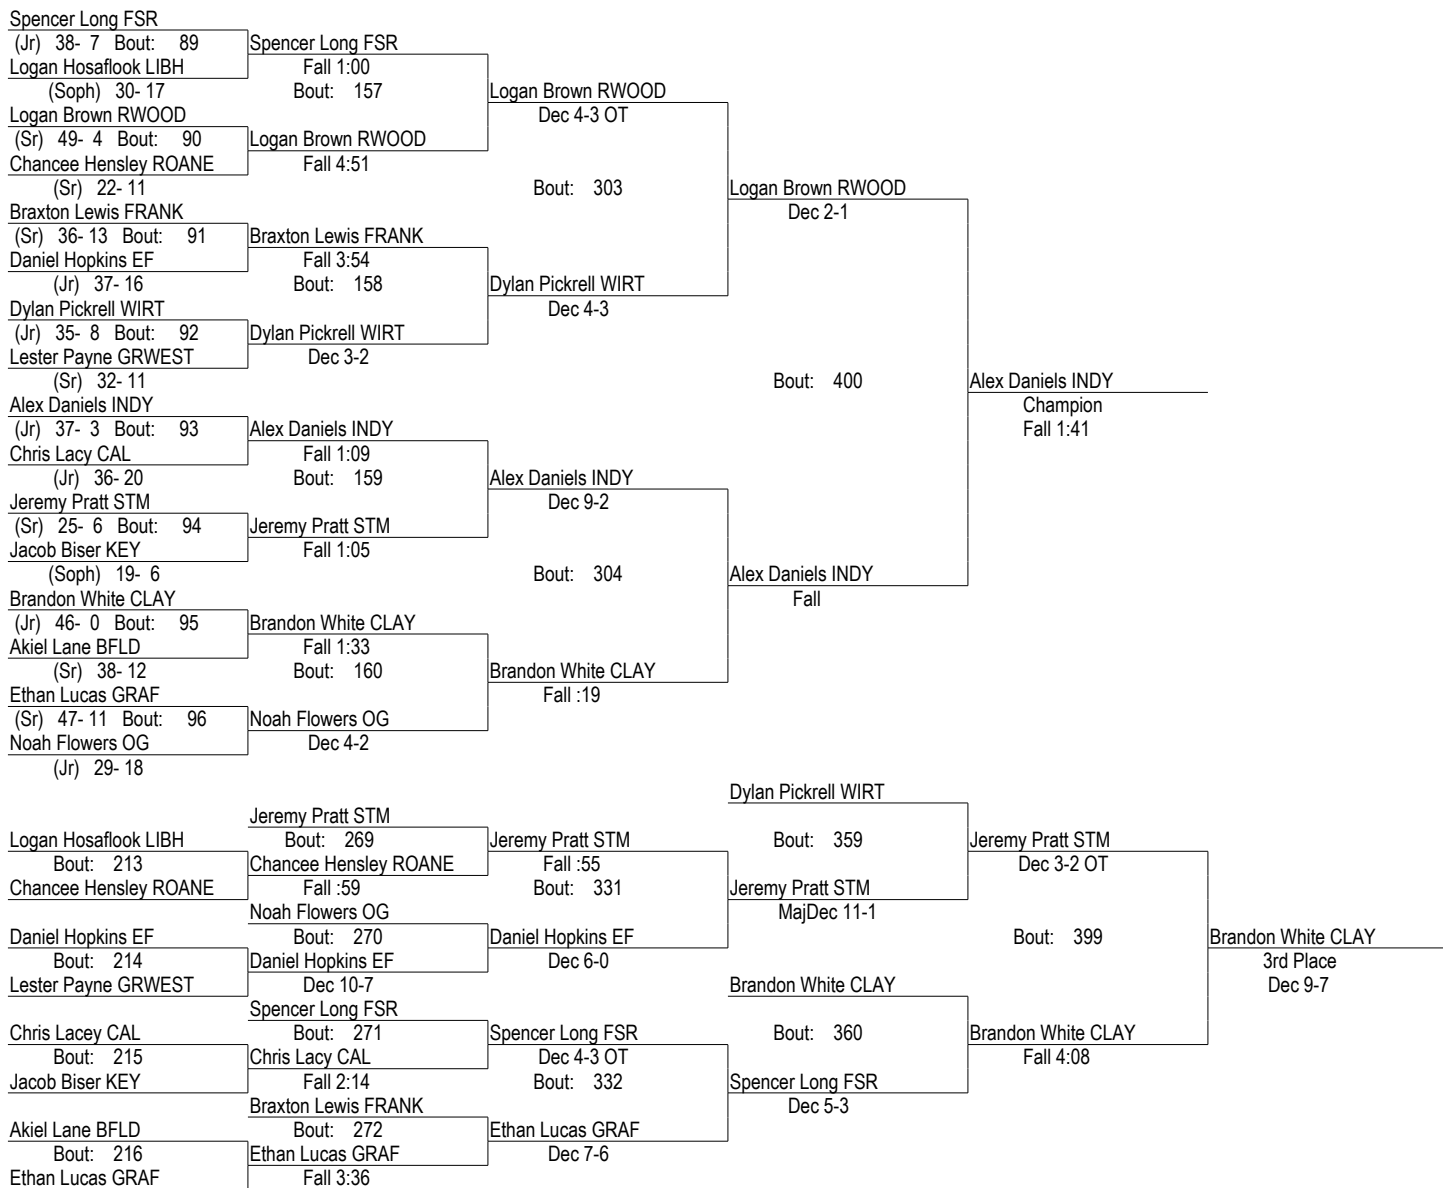 Spencer Long FSR
(Jr) 38- 7 Bout: 89 Spencer Long FSR
Logan Hosaflook LIBH Fall 1:00
(Soph) 30- 17 Bout: 157 Logan Brown RWOOD
Logan Brown RWOOD Dec 4-3 OT
(Sr) 49- 4 Bout: 90 Logan Brown RWOOD
Chancee Hensley ROANE Fall 4:51
(Sr) 22- 11 Bout: 303 Logan Brown RWOOD
Braxton Lewis FRANK Dec 2-1
(Sr) 36- 13 Bout: 91 Braxton Lewis FRANK
Daniel Hopkins EF Fall 3:54
(Jr) 37- 16 Bout: 158 Dylan Pickrell WIRT
Dylan Pickrell WIRT Dec 4-3
(Jr) 35- 8 Bout: 92 Dylan Pickrell WIRT
Lester Payne GRWEST Dec 3-2
(Sr) 32- 11 Bout: 400 Alex Daniels INDY
Alex Daniels INDY Champion
(Jr) 37- 3 Bout: 93 Alex Daniels INDY Fall 1:41
Chris Lacy CAL Fall 1:09
(Jr) 36- 20 Bout: 159 Alex Daniels INDY
Jeremy Pratt STM Dec 9-2
(Sr) 25- 6 Bout: 94 Jeremy Pratt STM
Jacob Biser KEY Fall 1:05
(Soph) 19- 6 Bout: 304 Alex Daniels INDY
Brandon White CLAY Fall
(Jr) 46- 0 Bout: 95 Brandon White CLAY
Akiel Lane BFLD Fall 1:33
(Sr) 38- 12 Bout: 160 Brandon White CLAY
Ethan Lucas GRAF Fall :19
(Sr) 47- 11 Bout: 96 Noah Flowers OG
Noah Flowers OG Dec 4-2
(Jr) 29- 18
Dylan Pickrell WIRT
Jeremy Pratt STM
Logan Hosaflook LIBH Bout: 269 Jeremy Pratt STM Bout: 359 Jeremy Pratt STM
Bout: 213 Chancee Hensley ROANE Fall :55 Dec 3-2 OT
Chancee Hensley ROANE Fall :59 Bout: 331 Jeremy Pratt STM
Noah Flowers OG MajDec 11-1
Daniel Hopkins EF Bout: 270 Daniel Hopkins EF Bout: 399 Brandon White CLAY
Bout: 214 Daniel Hopkins EF Dec 6-0 3rd Place
Lester Payne GRWEST Dec 10-7 Brandon White CLAY Dec 9-7
Spencer Long FSR
Chris Lacey CAL Bout: 271 Spencer Long FSR Bout: 360 Brandon White CLAY
Bout: 215 Chris Lacy CAL Dec 4-3 OT Fall 4:08
Jacob Biser KEY Fall 2:14 Bout: 332 Spencer Long FSR
Braxton Lewis FRANK Dec 5-3
Akiel Lane BFLD Bout: 272 Ethan Lucas GRAF
Bout: 216 Ethan Lucas GRAF Dec 7-6
Ethan Lucas GRAF Fall 3:36